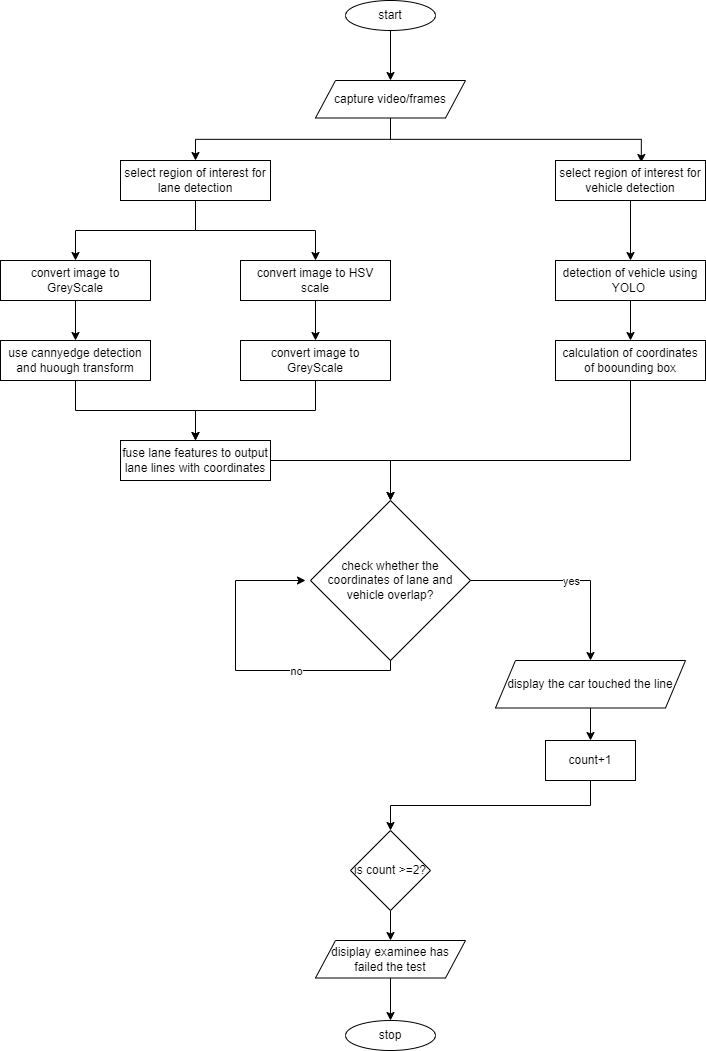 start
capture video/frames
select region of interest for
lane detection
select region of interest for
vehicle detection
convert image to
GreyScale
convert image to HSV
scale
detection of vehicle using
YOLO
use cannyedge detection
and huough transform
convert image to
GreyScale
calculation of coordinates
of boounding box
fuse lane features to output
lane lines with coordinates
check whether the
coordinates of lane and
vehicle overlap?
yes
no
display the car touched the line
count+1
is count >=2?
disiplay examinee has
failed the test
stop